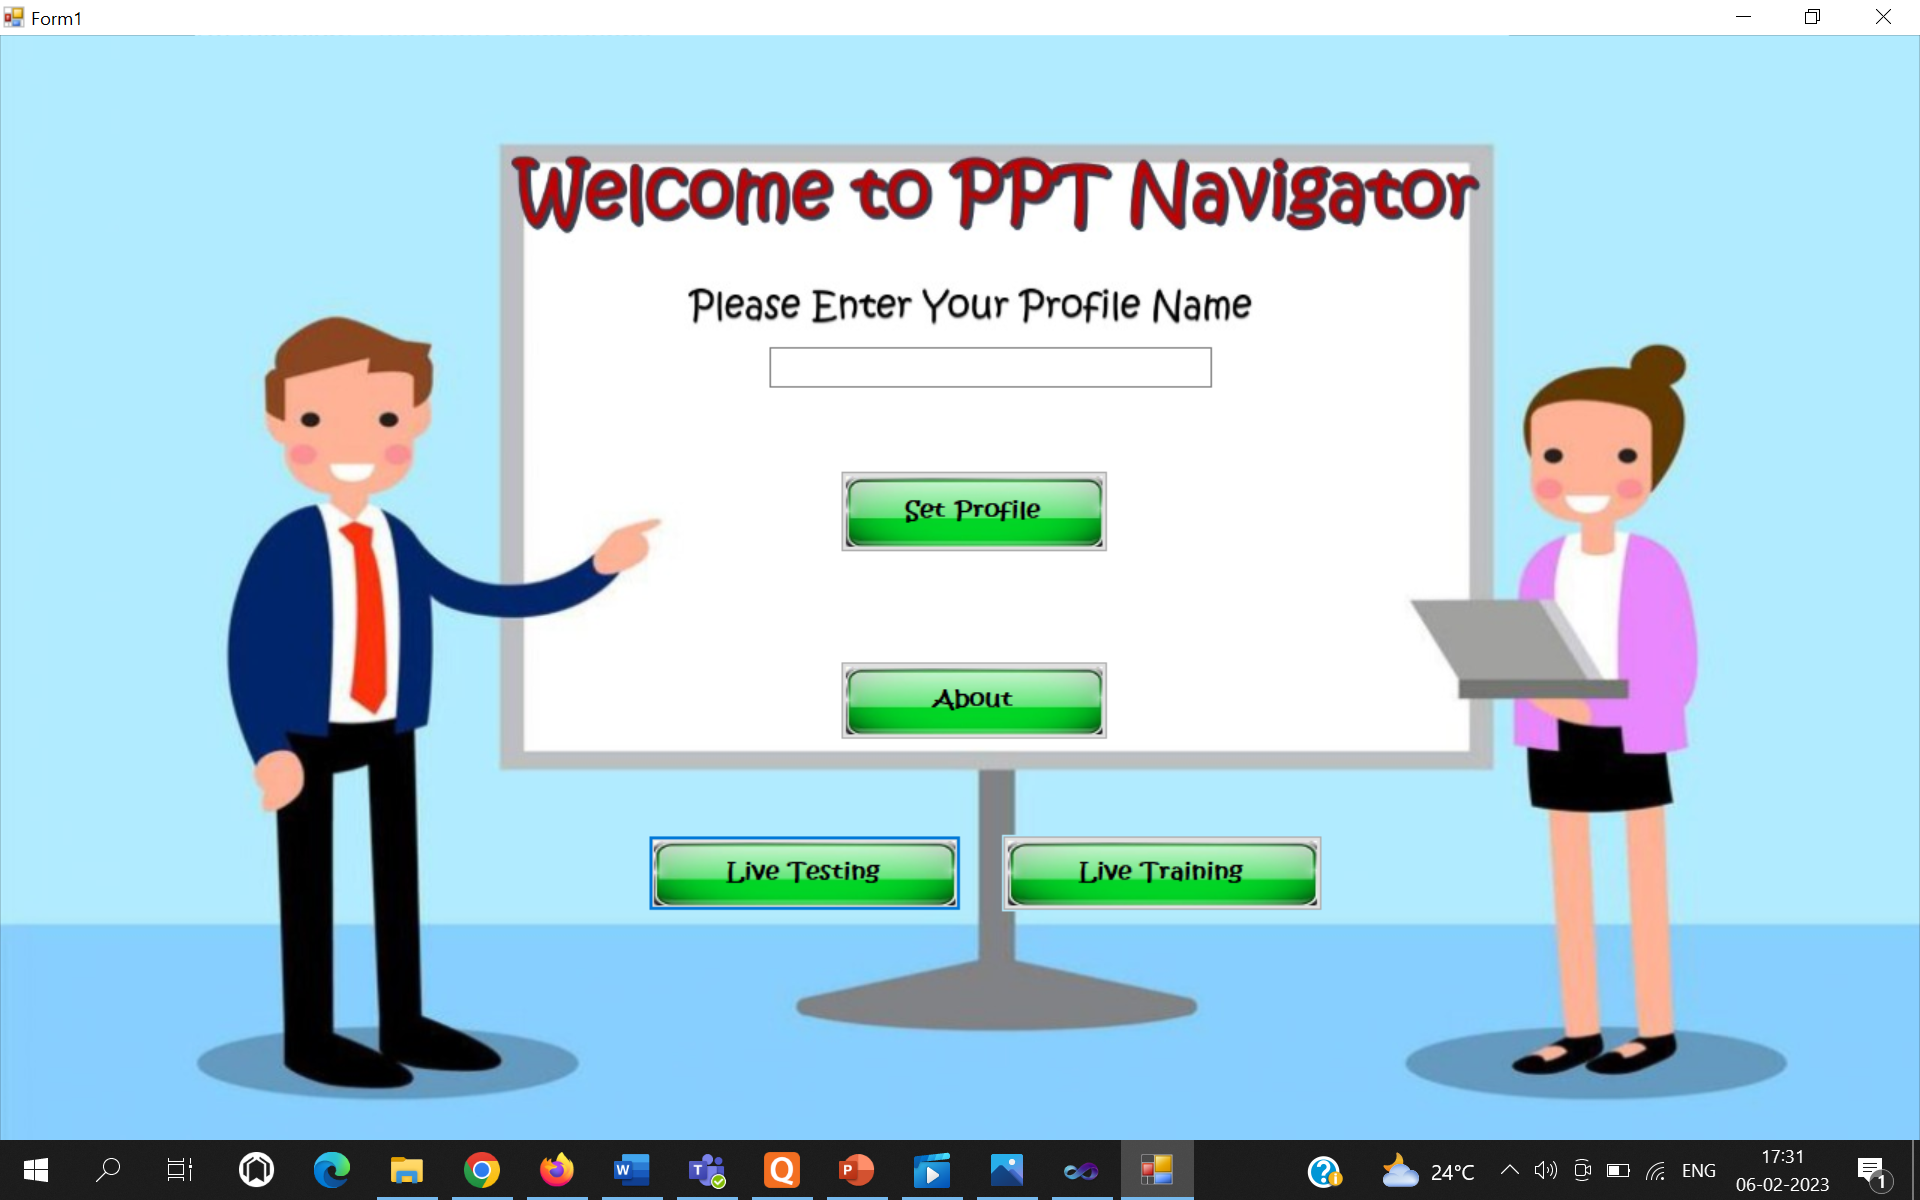 Form1
Welcome to PPT Navigator
Please Enter Your Profile Name
Set Profile
About
Live Testing
Live Training
24°C
ENG
17:31
06-02-2023
1